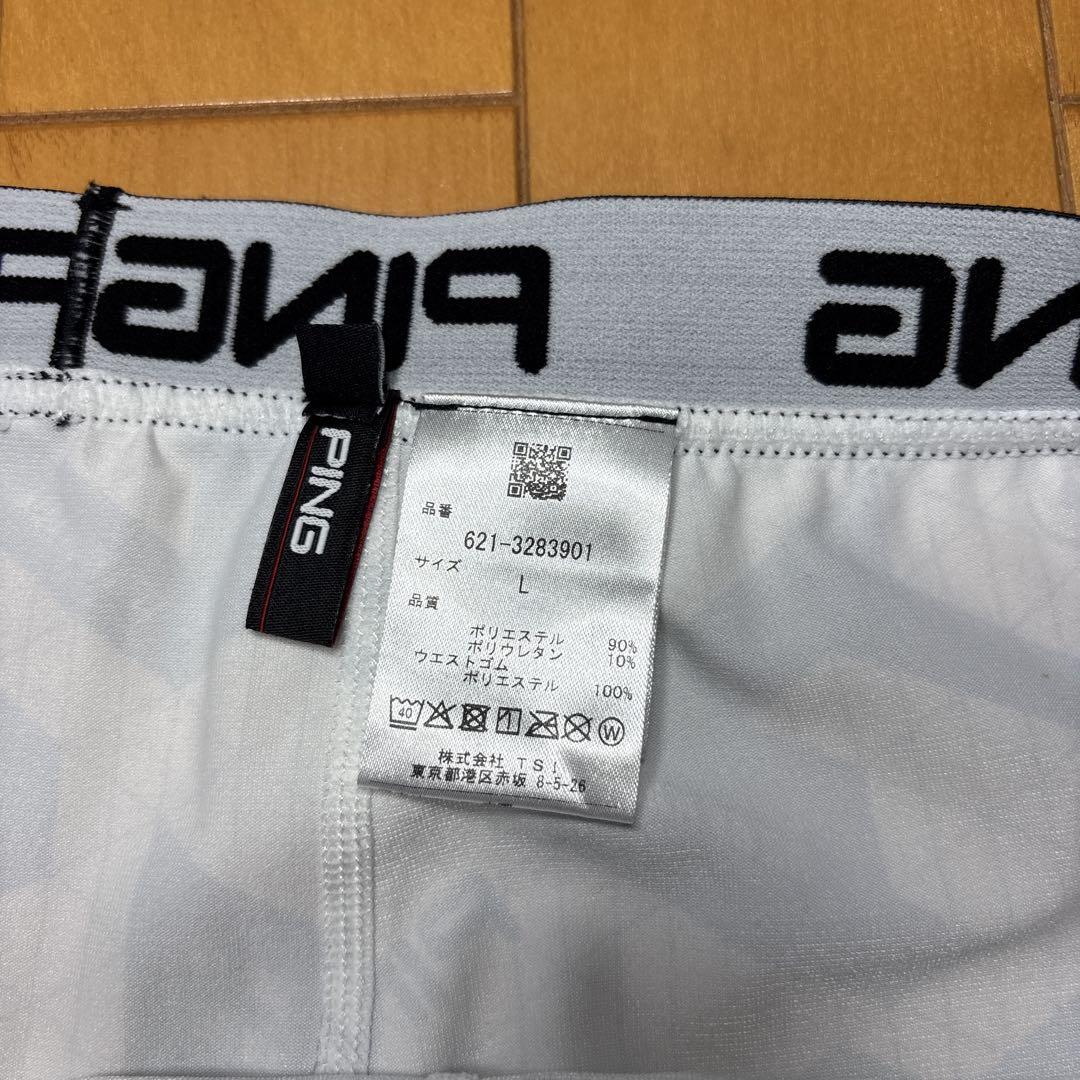 PING
PING
NG
PING
品番
621-3283901
サイズ
L
品質
ポリエステル 90%
ポリウレタン 10%
ウエストゴム
ポリエステル 100%
40
W
株式会社 TSI
東京都港区赤坂 8-5-26